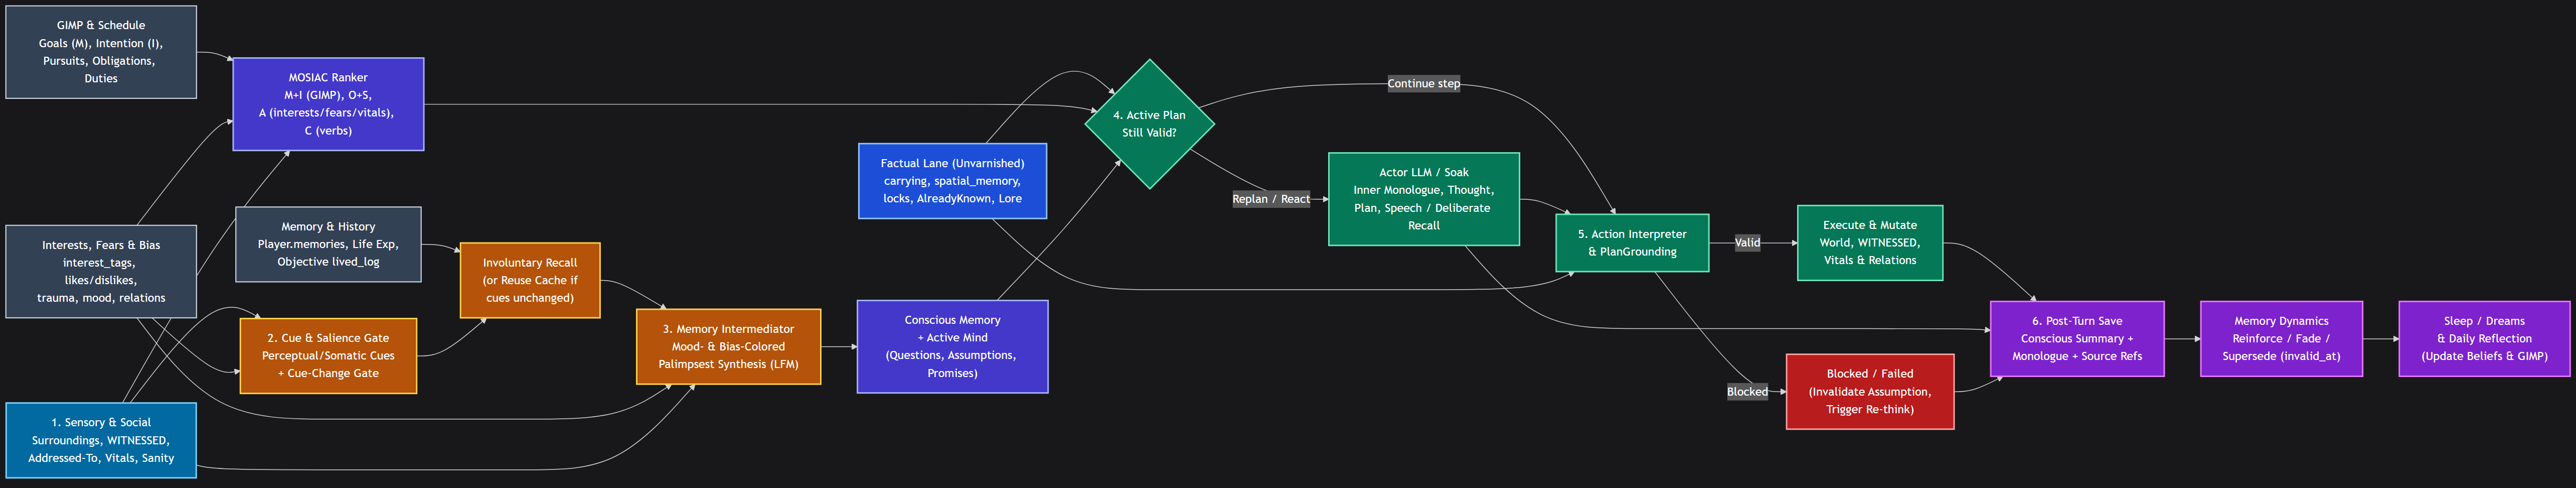 GIMP & Schedule
Goals (M), Intention (I),
Pursuits, Obligations,
Duties
MOSIAC Ranker
M+I (GIMP), O+S,
A (interests/fears/vitals),
C (verbs)
Interests, Fears & Bias
interest_tags,
likes/dislikes,
trauma, mood, relations
Memory & History
Player.memories, Life Exp,
Objective lived_log
1. Sensory & Social
Surroundings, WITNESSED,
Addressed-To, Vitals, Sanity
2. Cue & Salience Gate
Perceptual/Somatic Cues
+ Cue-Change Gate
Involuntary Recall
(or Reuse Cache if
cues unchanged)
3. Memory Intermediator
Mood- & Bias-Colored
Palimpsest Synthesis (LFM)
Factual Lane (Unvarnished)
carrying, spatial_memory,
locks, AlreadyKnown, Lore
Conscious Memory
+ Active Mind
(Questions, Assumptions,
Promises)
4. Active Plan
Still Valid?
Continue step
Replan / React
Actor LLM / Soak
Inner Monologue, Thought,
Plan, Speech / Deliberate
Recall
5. Action Interpreter
& PlanGrounding
Valid
Blocked
Execute & Mutate
World, WITNESSED,
Vitals & Relations
Blocked / Failed
(Invalidate Assumption,
Trigger Re-think)
6. Post-Turn Save
Conscious Summary +
Monologue + Source Refs
Memory Dynamics
Reinforce / Fade /
Supersede (invalid_at)
Sleep / Dreams
& Daily Reflection
(Update Beliefs & GIMP)